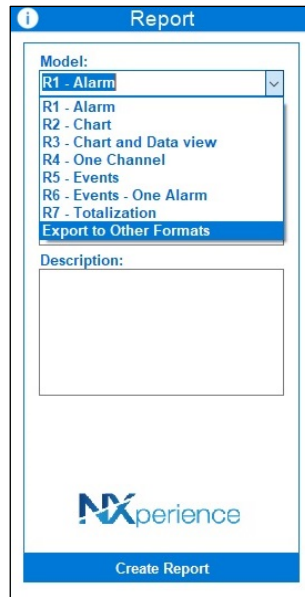 i
Report
Model:
R1 - Alarm
R1 - Alarm
R2 - Chart
R3 - Chart and Data view
R4 - One Channel
R5 - Events
R6 - Events - One Alarm
R7 - Totalization
Export to Other Formats
Description:
NXperience
Create Report